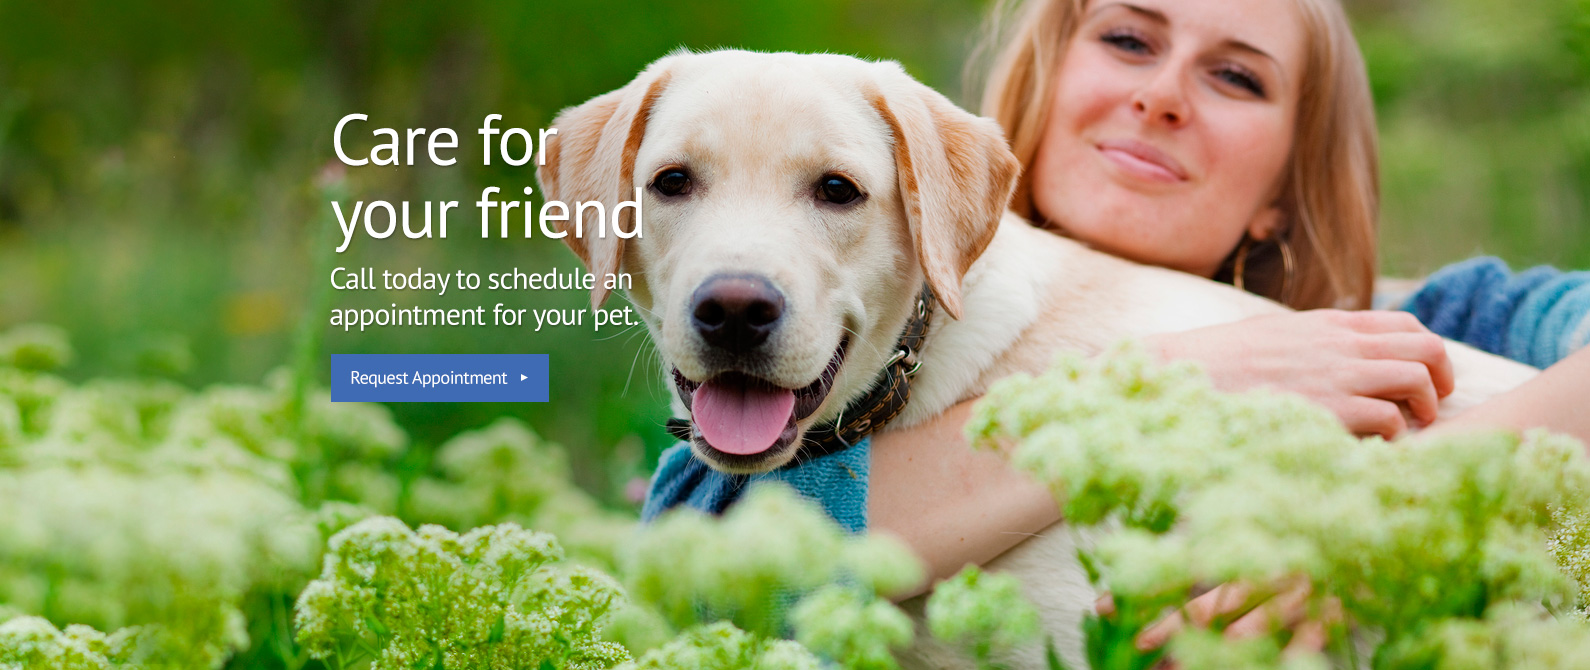 Care for
your friend
Call today to schedule an
appointment for your pet.
Request Appointment